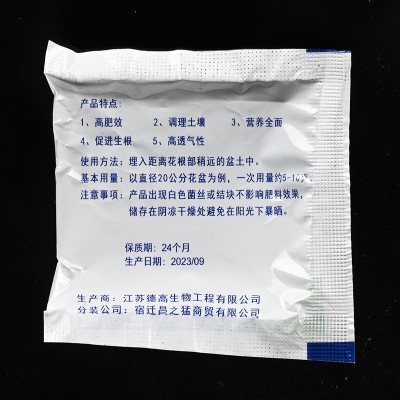 产品特点：
1、高肥效 2、调理土壤 3、营养全面
4、促进生根 5、高透气性
使用方法：埋入距离花根部稍远的盆土中。
基本用量：以直径20公分花盆为例，一次用量约5-10克。
注意事项：产品出现白色菌丝或结块不影响肥料效果，
储存在阴凉干燥处避免在阳光下暴晒。
保质期：24个月
生产日期：2023/09
生产商：江苏德高生物工程有限公司
分装公司：宿迁昌之猛商贸有限公司